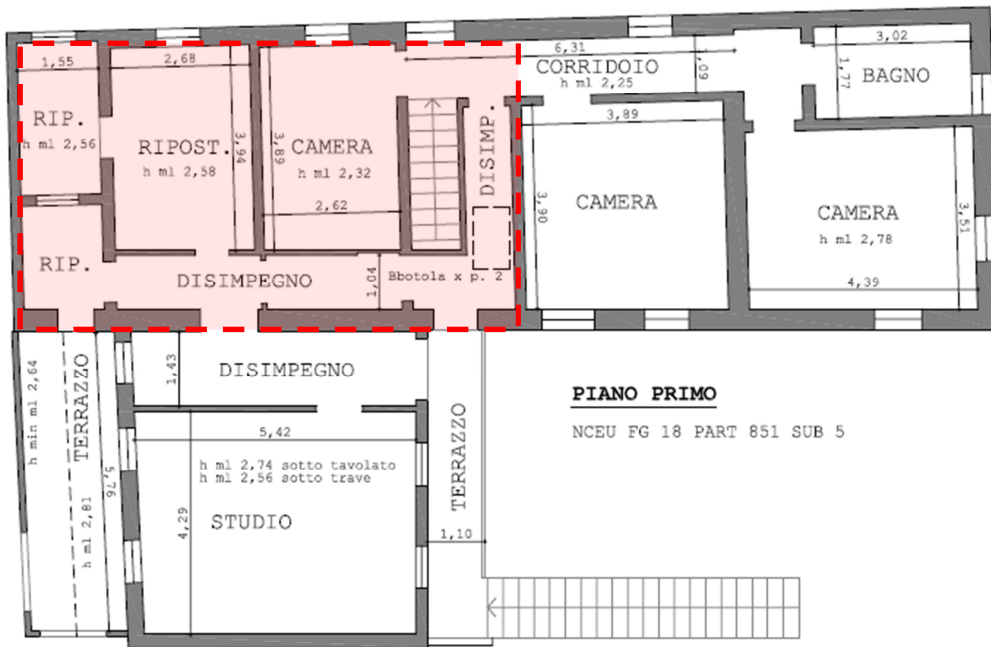 1,55
RIP.
h ml 2,56
2,68
RIPOST.
h ml 2,58
3,94
3,89
CAMERA
h ml 2,32
2,62
DISIMP.
6,31
CORRIDOIO
h ml 2,25
1,09
3,02
1,77
BAGNO
3,89
3,90
CAMERA
CAMERA
h ml 2,78
3,51
4,39
RIP.
DISIMPEGNO
1,04
Bbotola x p. 2
h min ml 2,64
TERRAZZO
h ml 2,81
5,76
1,43
DISIMPEGNO
5,42
h ml 2,74 sotto tavolato
h ml 2,56 sotto trave
4,29
STUDIO
TERRAZZO
1,10
PIANO PRIMO
NCEU FG 18 PART 851 SUB 5